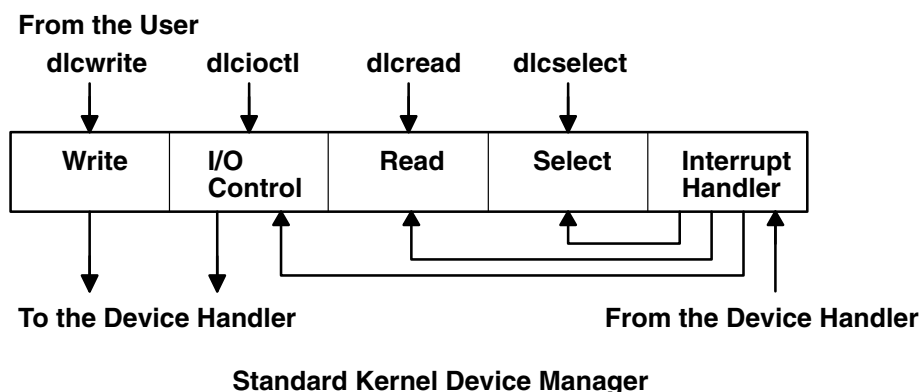 From the User
dlcwrite dlcioctl dlcread dlcselect
Write I/O Control Read Select Interrupt Handler
To the Device Handler From the Device Handler
Standard Kernel Device Manager